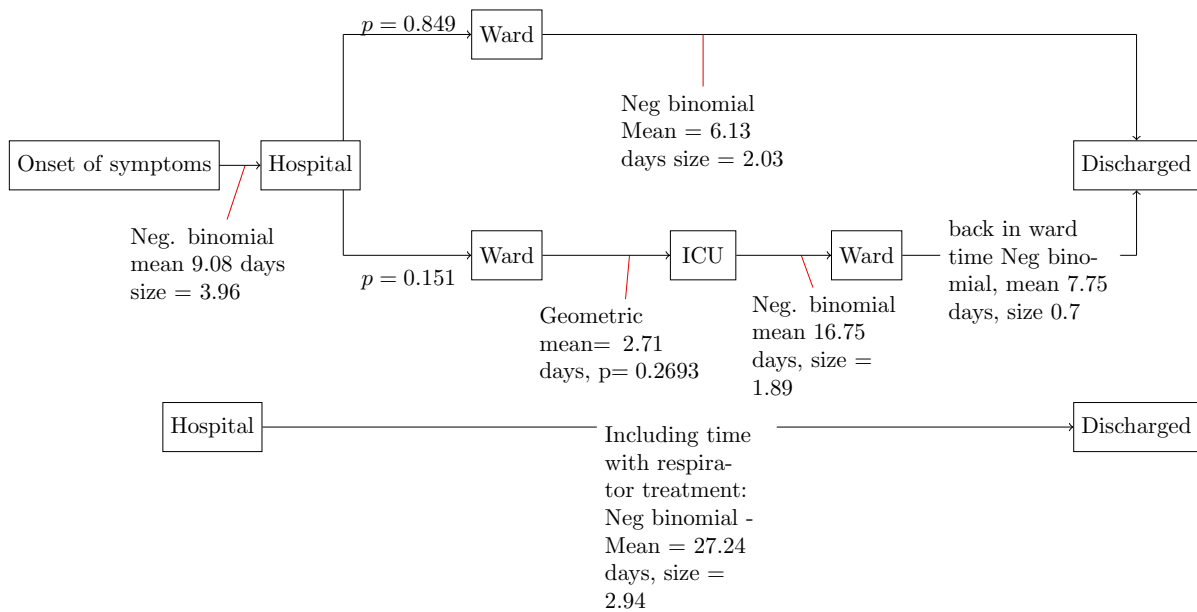 p = 0.849
Ward
Neg binomial
Mean = 6.13
days size = 2.03
Onset of symptoms
Hospital
Discharged
Neg. binomial
mean 9.08 days
size = 3.96
p = 0.151
Ward
ICU
Ward
back in ward
time Neg bino-
mial, mean 7.75
days, size 0.7
Geometric
mean= 2.71
days, p= 0.2693
Neg. binomial
mean 16.75
days, size =
1.89
Hospital
Including time
with respira-
tor treatment:
Neg binomial -
Mean = 27.24
days, size =
2.94
Discharged